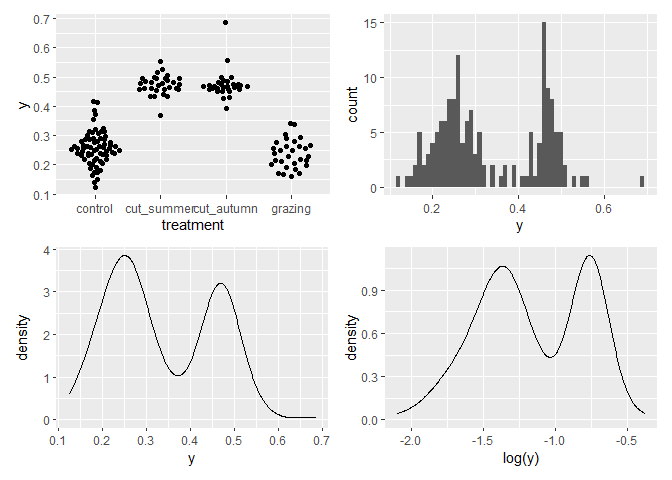 0.7
0.6
0.5
0.4
0.3
0.2
0.1
y
control cut_summer cut_autumn grazing
treatment
15
10
5
0
count
0.2 0.4 0.6
y
4
3
2
1
0
density
0.1 0.2 0.3 0.4 0.5 0.6 0.7
y
0.9
0.6
0.3
0.0
density
-2.0 -1.5 -1.0 -0.5
log(y)